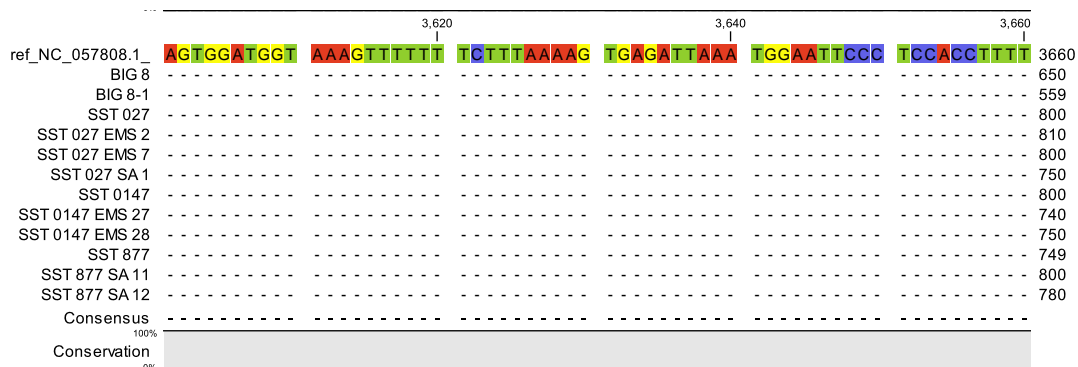 3,620 3,640 3,660
ref_NC_057808.1_ AGTGGATGGT AAAGTTTTTT TCTTTAAAAG TGAGATTAAA TGGAATTCCC TCCACCTTTT 3660
BIG 8 - - - - - - - - - - - - - - - - - - - - - - - - - - - - - - - - - - - - - - - - - - - - - - - - - - - - - - - - - - - - 650
BIG 8-1 - - - - - - - - - - - - - - - - - - - - - - - - - - - - - - - - - - - - - - - - - - - - - - - - - - - - - - - - - - - - 559
SST 027 - - - - - - - - - - - - - - - - - - - - - - - - - - - - - - - - - - - - - - - - - - - - - - - - - - - - - - - - - - - - 800
SST 027 EMS 2 - - - - - - - - - - - - - - - - - - - - - - - - - - - - - - - - - - - - - - - - - - - - - - - - - - - - - - - - - - - - 810
SST 027 EMS 7 - - - - - - - - - - - - - - - - - - - - - - - - - - - - - - - - - - - - - - - - - - - - - - - - - - - - - - - - - - - - 800
SST 027 SA 1 - - - - - - - - - - - - - - - - - - - - - - - - - - - - - - - - - - - - - - - - - - - - - - - - - - - - - - - - - - - - 750
SST 0147 - - - - - - - - - - - - - - - - - - - - - - - - - - - - - - - - - - - - - - - - - - - - - - - - - - - - - - - - - - - - 800
SST 0147 EMS 27 - - - - - - - - - - - - - - - - - - - - - - - - - - - - - - - - - - - - - - - - - - - - - - - - - - - - - - - - - - - - 740
SST 0147 EMS 28 - - - - - - - - - - - - - - - - - - - - - - - - - - - - - - - - - - - - - - - - - - - - - - - - - - - - - - - - - - - - 750
SST 877 - - - - - - - - - - - - - - - - - - - - - - - - - - - - - - - - - - - - - - - - - - - - - - - - - - - - - - - - - - - - 749
SST 877 SA 11 - - - - - - - - - - - - - - - - - - - - - - - - - - - - - - - - - - - - - - - - - - - - - - - - - - - - - - - - - - - - 800
SST 877 SA 12 - - - - - - - - - - - - - - - - - - - - - - - - - - - - - - - - - - - - - - - - - - - - - - - - - - - - - - - - - - - - 780
Consensus - - - - - - - - - - - - - - - - - - - - - - - - - - - - - - - - - - - - - - - - - - - - - - - - - - - - - - - - - - - -
100%
Conservation